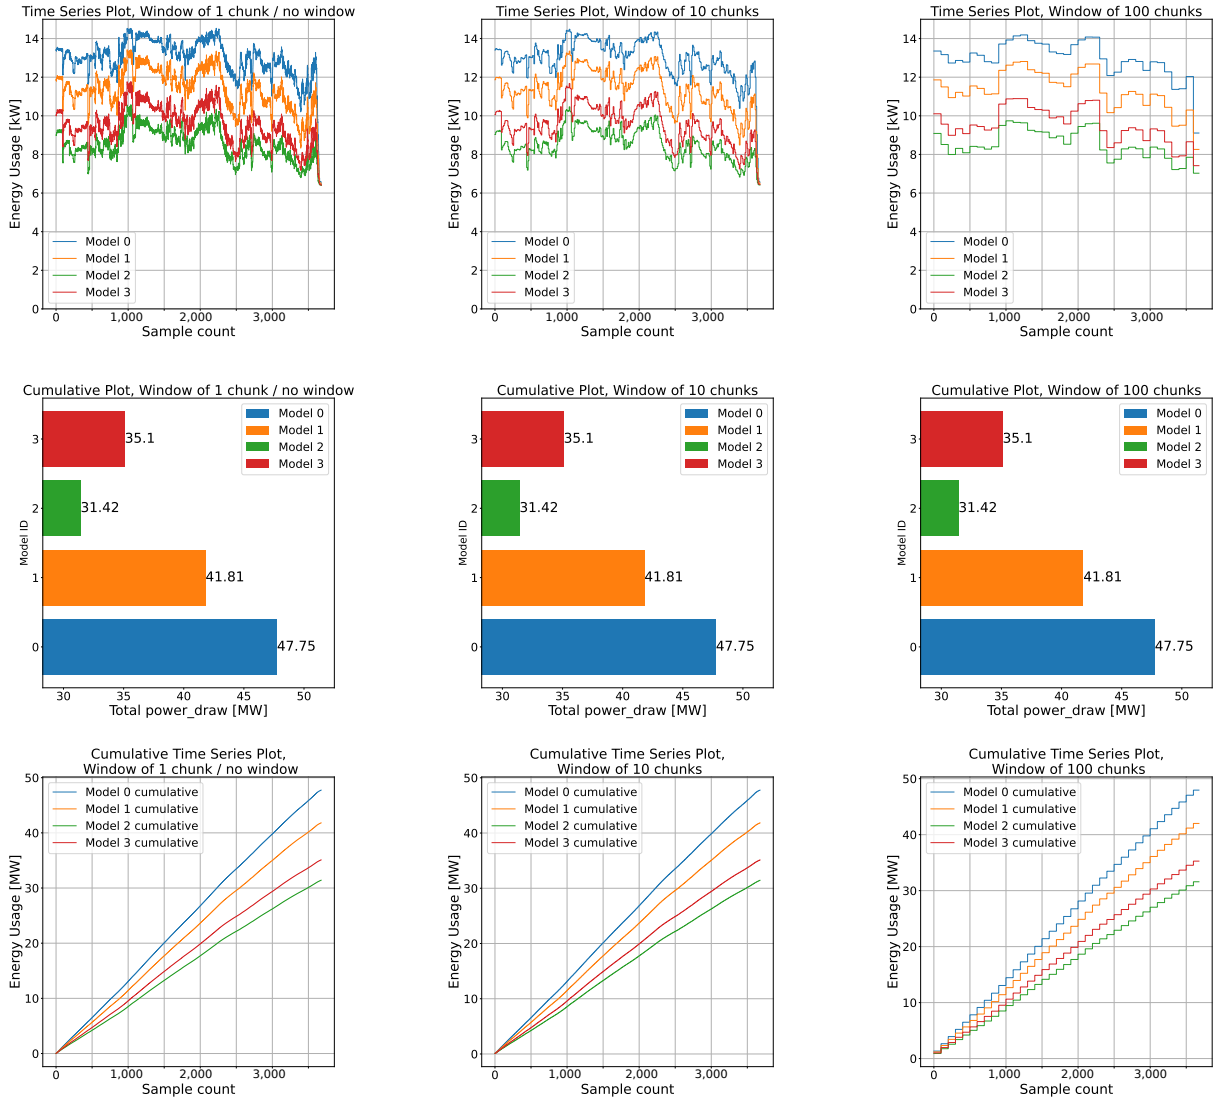 Time Series Plot, Window of 1 chunk / no window
Energy Usage [kW]
14
12
10
8
6
4
2
0
Model 0
Model 1
Model 2
Model 3
0 1,000 2,000 3,000
Sample count
Time Series Plot, Window of 10 chunks
Energy Usage [kW]
14
12
10
8
6
4
2
0
Model 0
Model 1
Model 2
Model 3
0 1,000 2,000 3,000
Sample count
Time Series Plot, Window of 100 chunks
Energy Usage [kW]
14
12
10
8
6
4
2
0
Model 0
Model 1
Model 2
Model 3
0 1,000 2,000 3,000
Sample count
Cumulative Plot, Window of 1 chunk / no window
Model ID
Model 0
Model 1
Model 2
Model 3
3 35.1
2 31.42
1 41.81
0 47.75
30 35 40 45 50
Total power_draw [MW]
Cumulative Plot, Window of 10 chunks
Model ID
Model 0
Model 1
Model 2
Model 3
3 35.1
2 31.42
1 41.81
0 47.75
30 35 40 45 50
Total power_draw [MW]
Cumulative Plot, Window of 100 chunks
Model ID
Model 0
Model 1
Model 2
Model 3
3 35.1
2 31.42
1 41.81
0 47.75
30 35 40 45 50
Total power_draw [MW]
Cumulative Time Series Plot,
Window of 1 chunk / no window
Energy Usage [MW]
50
40
30
20
10
0
Model 0 cumulative
Model 1 cumulative
Model 2 cumulative
Model 3 cumulative
0 1,000 2,000 3,000
Sample count
Cumulative Time Series Plot,
Window of 10 chunks
Energy Usage [MW]
50
40
30
20
10
0
Model 0 cumulative
Model 1 cumulative
Model 2 cumulative
Model 3 cumulative
0 1,000 2,000 3,000
Sample count
Cumulative Time Series Plot,
Window of 100 chunks
Energy Usage [MW]
50
40
30
20
10
0
Model 0 cumulative
Model 1 cumulative
Model 2 cumulative
Model 3 cumulative
0 1,000 2,000 3,000
Sample count